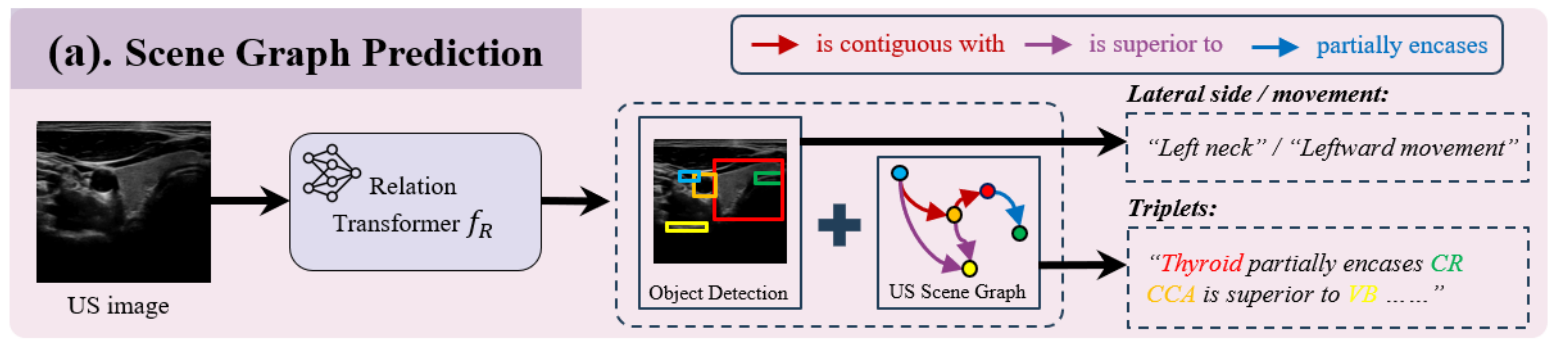 (a). Scene Graph Prediction
is contiguous with
is superior to
partially encases
US image
Relation
Transformer f_R
Object Detection
US Scene Graph
Lateral side / movement:
“Left neck” / “Leftward movement”
Triplets:
“Thyroid partially encases CR
CCA is superior to VB ……”